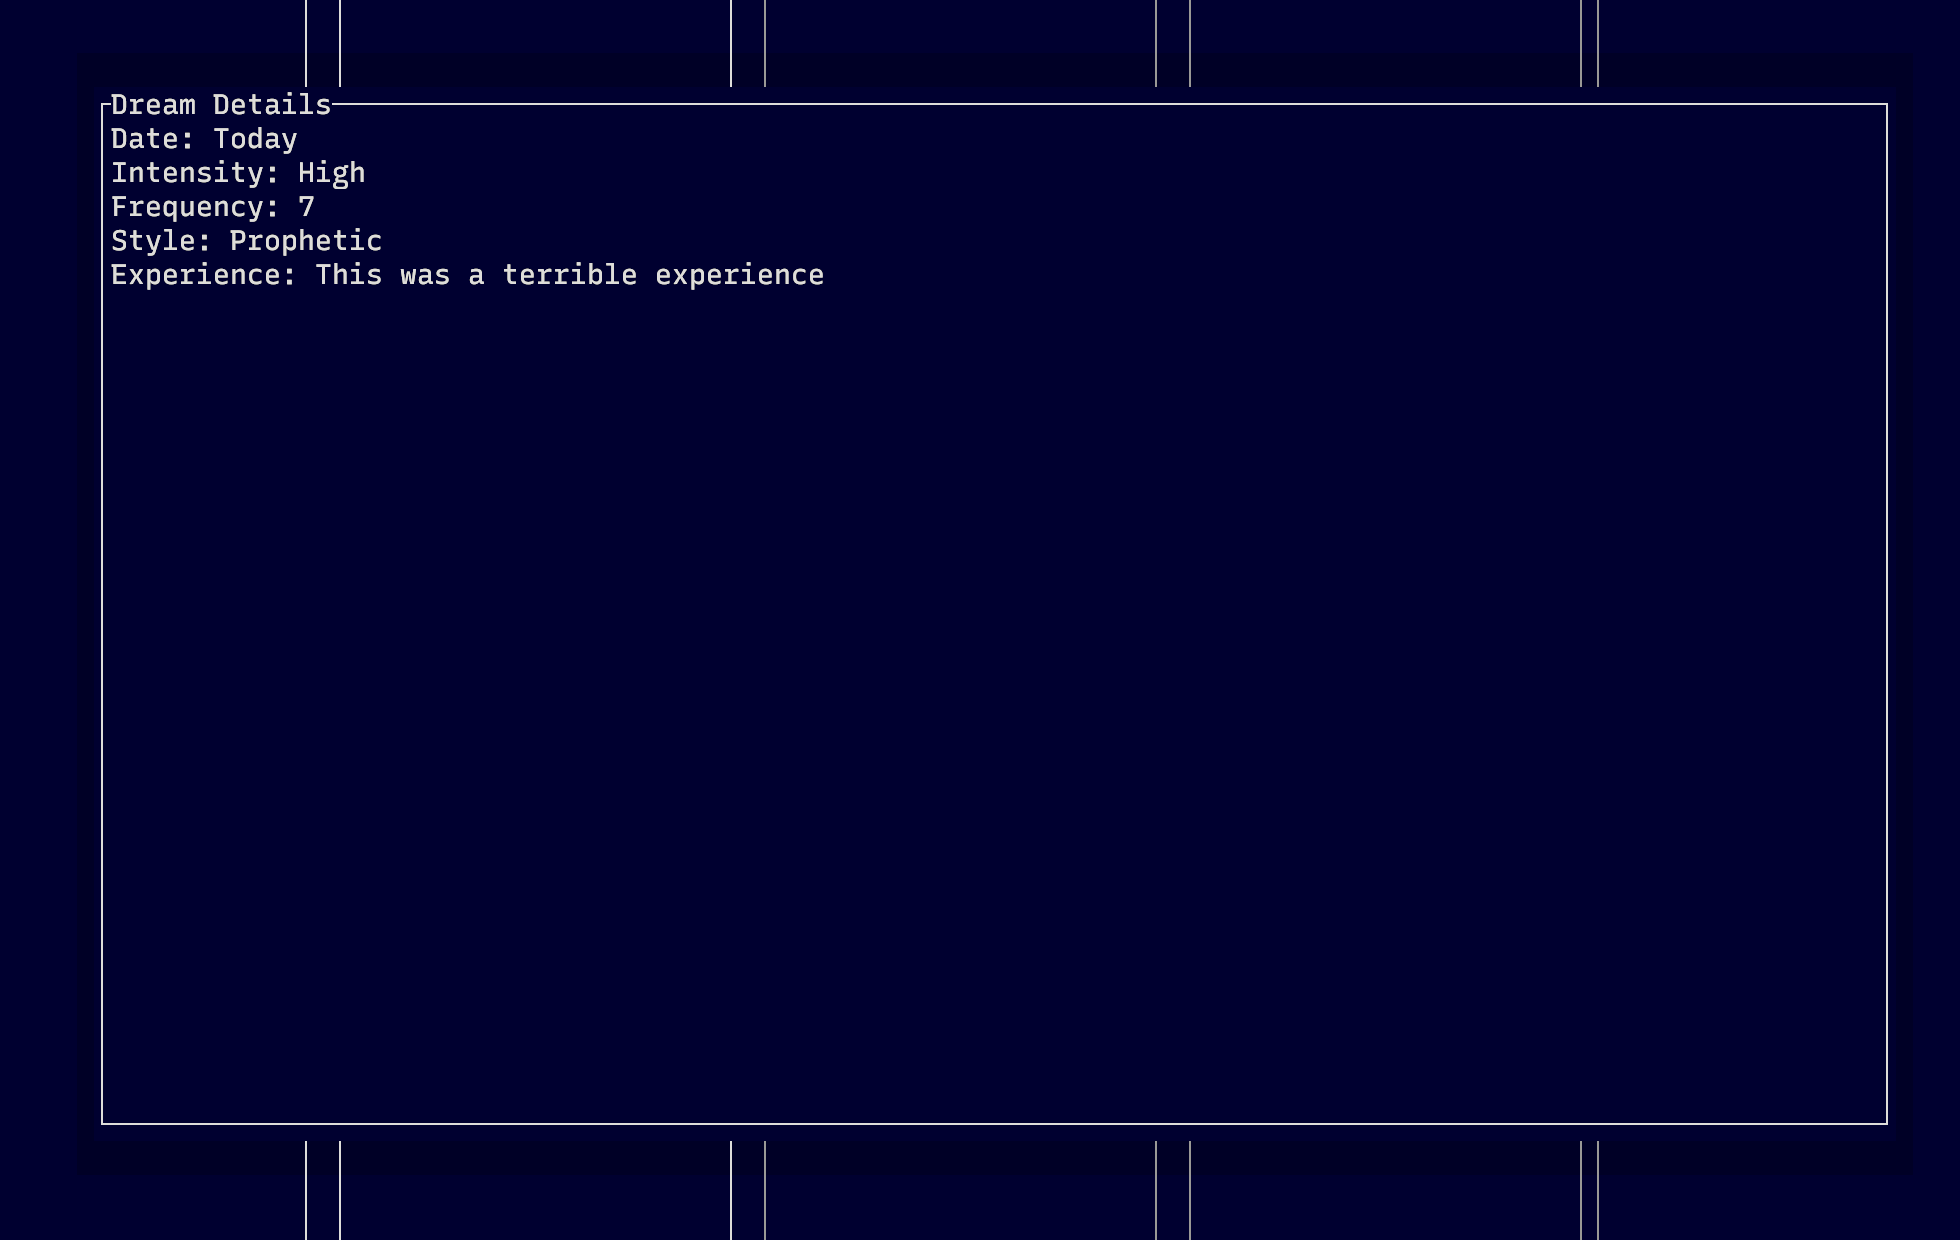 Dream Details
Date: Today
Intensity: High
Frequency: 7
Style: Prophetic
Experience: This was a terrible experience